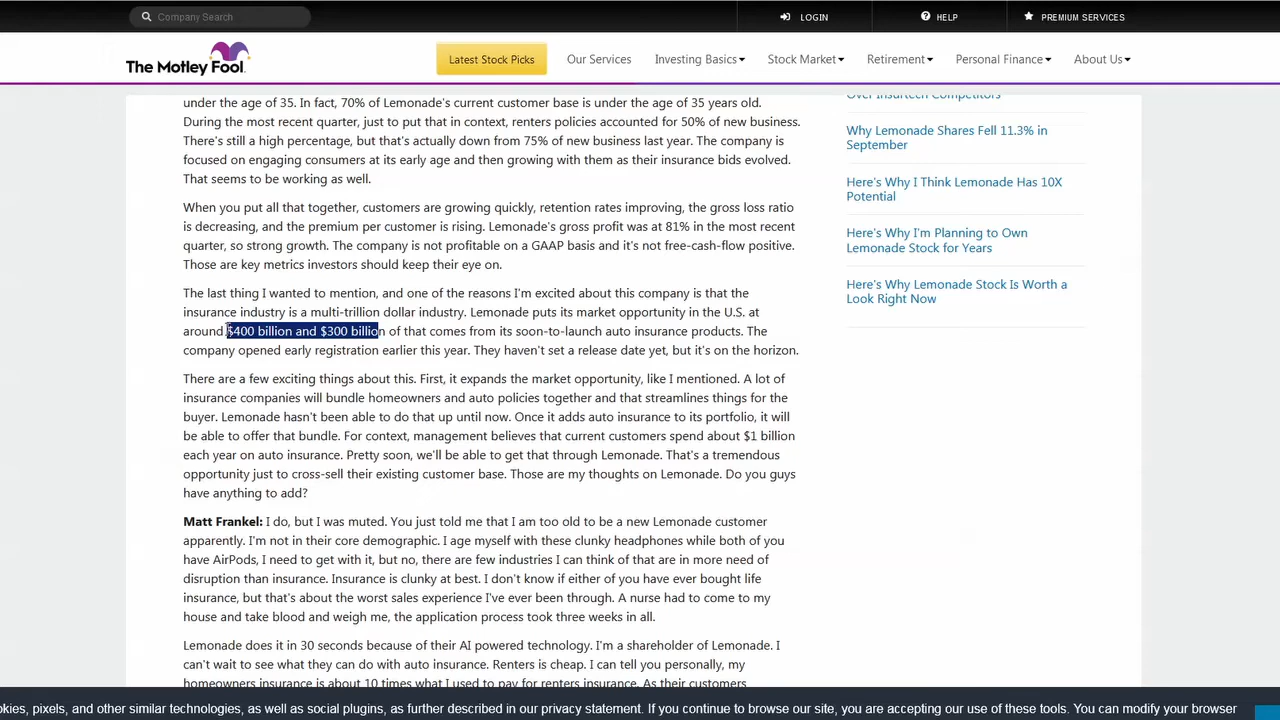 Company Search
LOGIN
HELP
PREMIUM SERVICES
The Motley Fool.
Latest Stock Picks
Our Services
Investing Basics
Stock Market
Retirement
Personal Finance
About Us
under the age of 35. In fact, 70% of Lemonade's current customer base is under the age of 35 years old.
During the most recent quarter, just to put that in context, renters policies accounted for 50% of new business.
There's still a high percentage, but that's actually down from 75% of new business last year. The company is
focused on engaging consumers at its early age and then growing with them as their insurance bids evolved.
That seems to be working as well.
When you put all that together, customers are growing quickly, retention rates improving, the gross loss ratio
is decreasing, and the premium per customer is rising. Lemonade's gross profit was at 81% in the most recent
quarter, so strong growth. The company is not profitable on a GAAP basis and it's not free-cash-flow positive.
Those are key metrics investors should keep their eye on.
The last thing I wanted to mention, and one of the reasons I'm excited about this company is that the
insurance industry is a multi-trillion dollar industry. Lemonade puts its market opportunity in the U.S. at
around $400 billion and $300 billion of that comes from its soon-to-launch auto insurance products. The
company opened early registration earlier this year. They haven't set a release date yet, but it's on the horizon.
There are a few exciting things about this. First, it expands the market opportunity, like I mentioned. A lot of
insurance companies will bundle homeowners and auto policies together and that streamlines things for the
buyer. Lemonade hasn't been able to do that up until now. Once it adds auto insurance to its portfolio, it will
be able to offer that bundle. For context, management believes that current customers spend about $1 billion
each year on auto insurance. Pretty soon, we'll be able to get that through Lemonade. That's a tremendous
opportunity just to cross-sell their existing customer base. Those are my thoughts on Lemonade. Do you guys
have anything to add?
Matt Frankel: I do, but I was muted. You just told me that I am too old to be a new Lemonade customer
apparently. I'm not in their core demographic. I age myself with these clunky headphones while both of you
have AirPods, I need to get with it, but no, there are few industries I can think of that are in more need of
disruption than insurance. Insurance is clunky at best. I don't know if either of you have ever bought life
insurance, but that's about the worst sales experience I've ever been through. A nurse had to come to my
house and take blood and weigh me, the application process took three weeks in all.
Lemonade does it in 30 seconds because of their AI powered technology. I'm a shareholder of Lemonade. I
can't wait to see what they can do with auto insurance. Renters is cheap. I can tell you personally, my
homeowners insurance is about 10 times what I used to pay for renters insurance. As their customers
Over Insurtech Competitors
Why Lemonade Shares Fell 11.3% in
September
Here's Why I Think Lemonade Has 10X
Potential
Here's Why I'm Planning to Own
Lemonade Stock for Years
Here's Why Lemonade Stock Is Worth a
Look Right Now
okies, pixels, and other similar technologies, as well as social plugins, as further described in our privacy statement. If you continue to browse our site, you are accepting our use of these tools. You can modify your browser